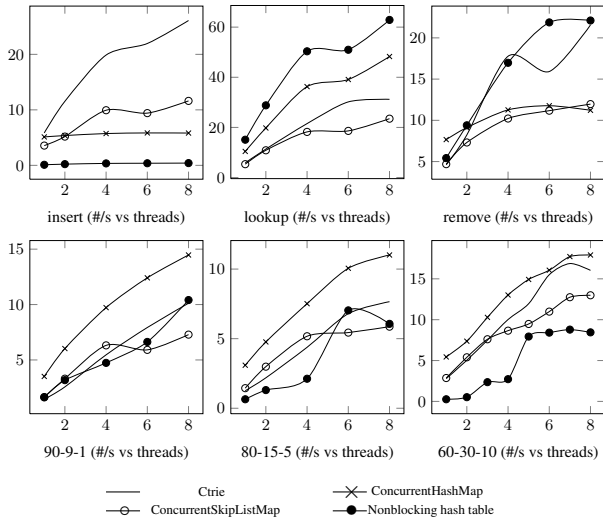 20
10
0
2 4 6 8
insert (#/s vs threads)
60
40
20
0
2 4 6 8
lookup (#/s vs threads)
20
15
10
5
2 4 6 8
remove (#/s vs threads)
15
10
5
2 4 6 8
90-9-1 (#/s vs threads)
10
5
0
2 4 6 8
80-15-5 (#/s vs threads)
15
10
5
0
2 4 6 8
60-30-10 (#/s vs threads)
Ctrie
ConcurrentHashMap
ConcurrentSkipListMap
Nonblocking hash table